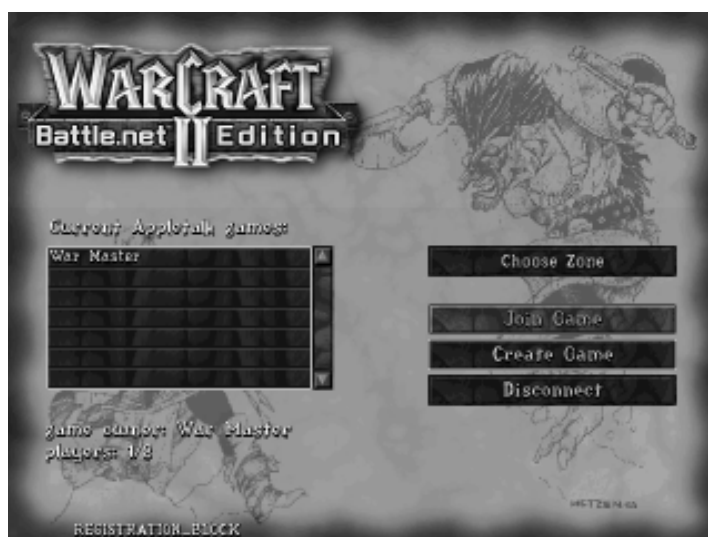 WARCRAFT
Battle.net II Edition
Current Appletalk games:
War Master
Choose Zone
Join Game
Create Game
Disconnect
game owner: War Master
players: 1/8
METZEN
REGISTRATION_BLOCK